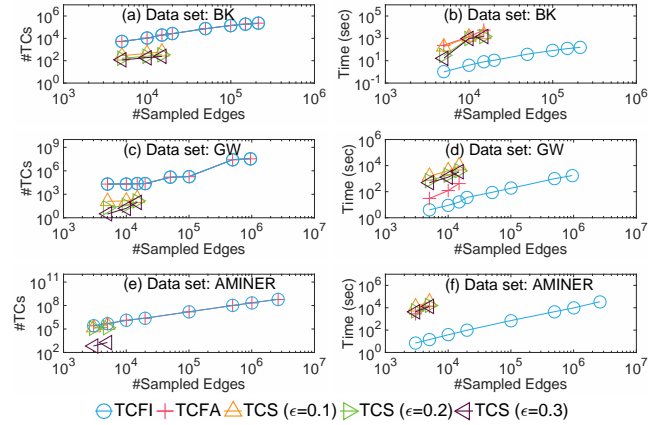 (a) Data set: BK
#TCs
10^6
10^4
10^2
10^0
10^3
10^4
10^5
10^6
#Sampled Edges
(b) Data set: BK
Time (sec)
10^5
10^3
10^1
10^-1
10^3
10^4
10^5
10^6
#Sampled Edges
(c) Data set: GW
#TCs
10^9
10^6
10^3
10^0
10^3
10^4
10^5
10^6
10^7
#Sampled Edges
(d) Data set: GW
Time (sec)
10^6
10^4
10^2
10^0
10^3
10^4
10^5
10^6
10^7
#Sampled Edges
(e) Data set: AMINER
#TCs
10^11
10^8
10^5
10^2
10^3
10^4
10^5
10^6
10^7
#Sampled Edges
(f) Data set: AMINER
Time (sec)
10^6
10^4
10^2
10^0
10^3
10^4
10^5
10^6
10^7
#Sampled Edges
TCFI TCFA TCS (ϵ=0.1) TCS (ϵ=0.2) TCS (ϵ=0.3)